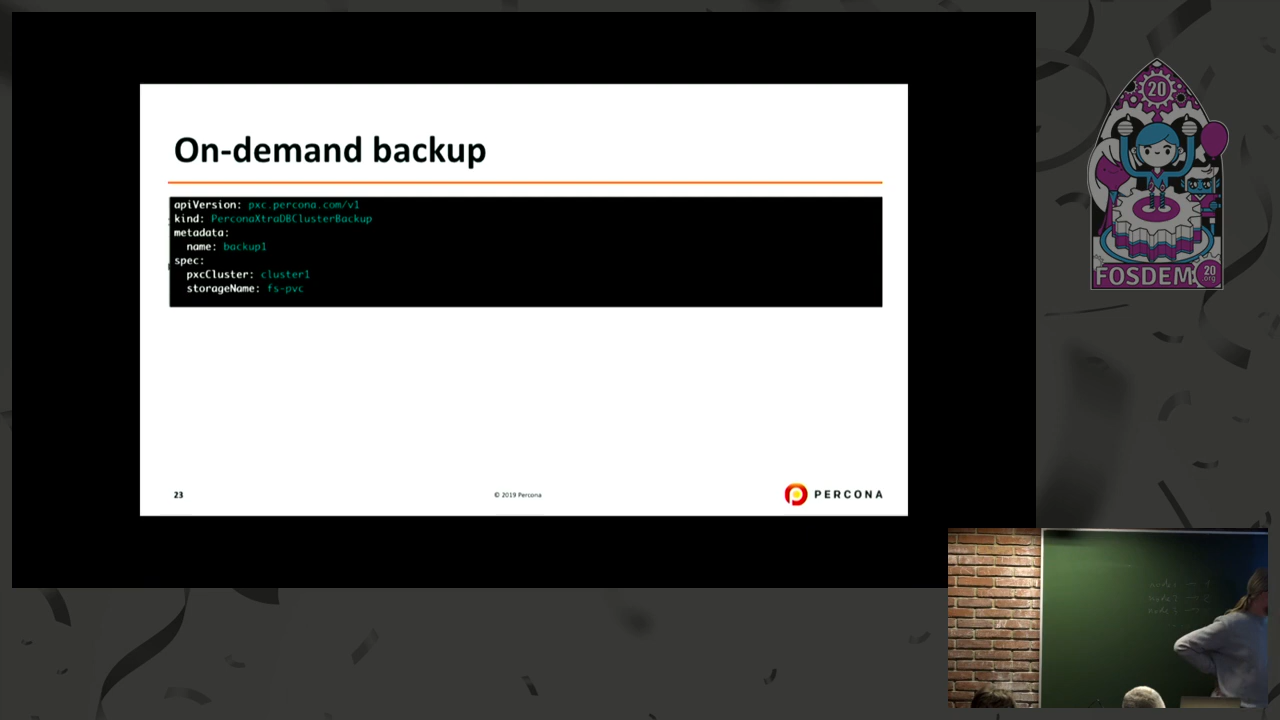 On-demand backup
apiVersion: pxc.percona.com/v1
kind: PerconaXtraDBClusterBackup
metadata:
  name: backup1
spec:
  pxcCluster: cluster1
  storageName: fs-pvc
23
© 2019 Percona
PERCONA
20
FOSDEM
20
.org